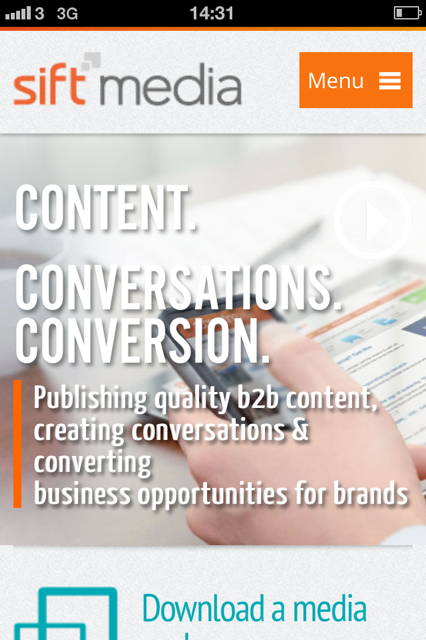 3 3G 14:31
sift media
Menu
CONTENT.
CONVERSATIONS.
CONVERSION.
Publishing quality b2b content,
creating conversations &
converting
business opportunities for brands
Download a media